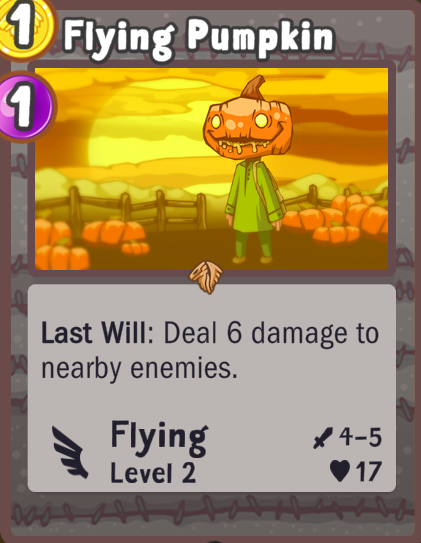 1
Flying Pumpkin
1
Last Will: Deal 6 damage to
nearby enemies.
Flying
4–5
Level 2
17